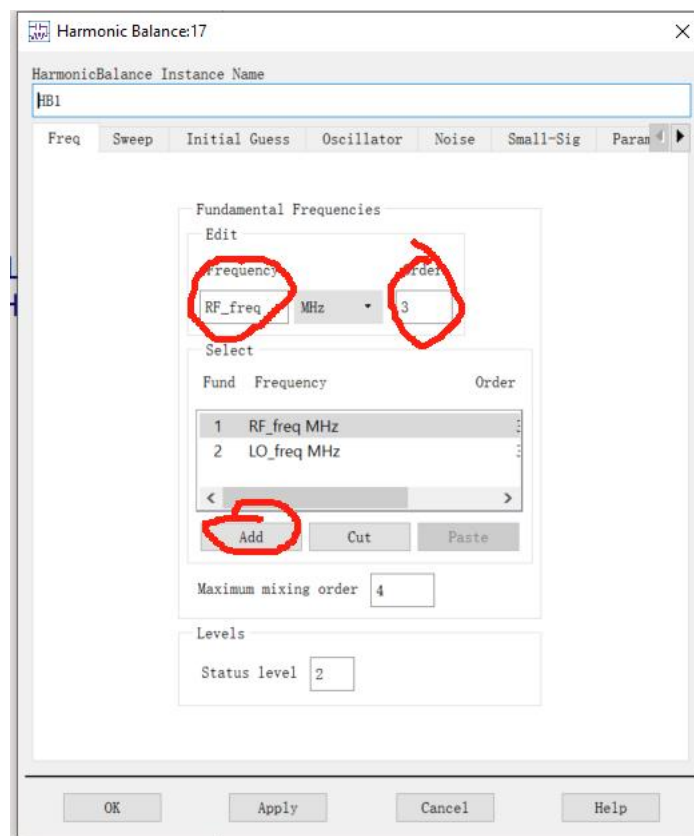 Harmonic Balance:17
HarmonicBalance Instance Name
HB1
Freq Sweep Initial Guess Oscillator Noise Small-Sig Param
Fundamental Frequencies
Edit
Frequency Order
RF_freq MHz 3
Select
Fund Frequency Order
1 RF_freq MHz
2 LO_freq MHz
Add Cut Paste
Maximum mixing order 4
Levels
Status level 2
OK Apply Cancel Help